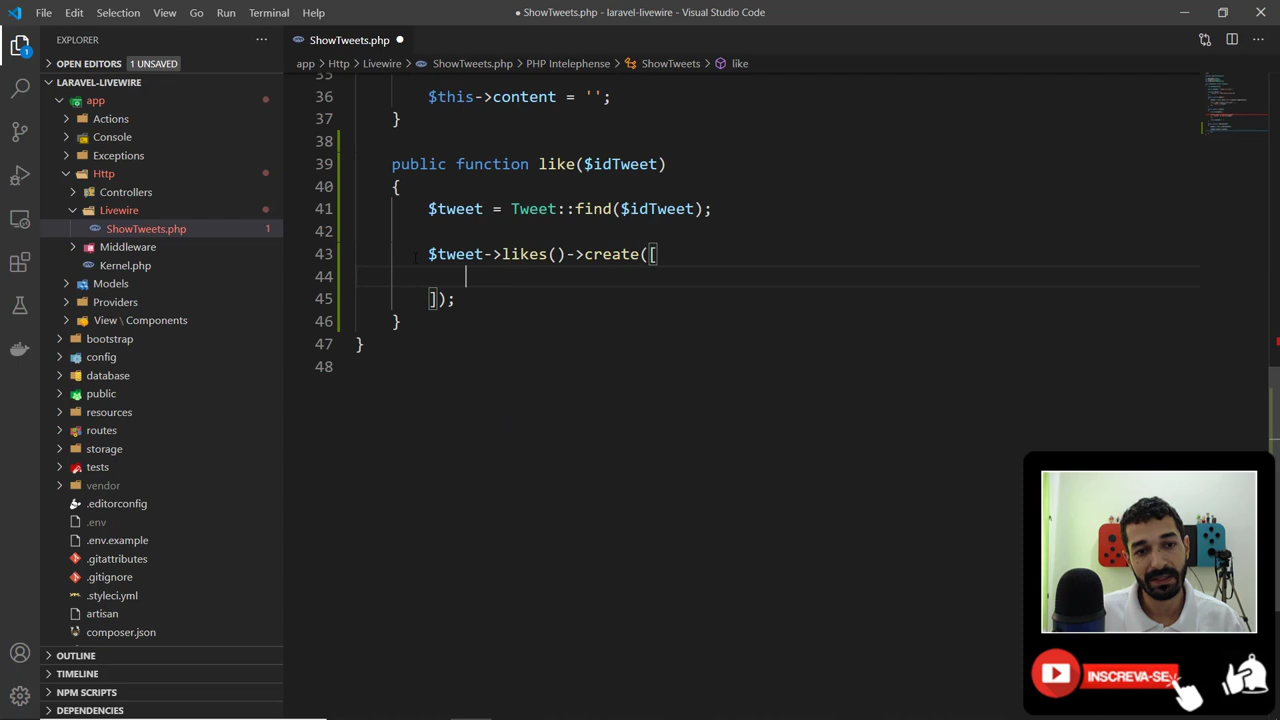 File Edit Selection View Go Run Terminal Help
● ShowTweets.php - laravel-livewire - Visual Studio Code
EXPLORER
OPEN EDITORS 1 UNSAVED
LARAVEL-LIVEWIRE
app
Actions
Console
Exceptions
Http
Controllers
Livewire
ShowTweets.php 1
Middleware
Kernel.php
Models
Providers
View \ Components
bootstrap
config
database
public
resources
routes
storage
tests
vendor
.editorconfig
.env
.env.example
.gitattributes
.gitignore
.styleci.yml
artisan
composer.json
OUTLINE
TIMELINE
NPM SCRIPTS
DEPENDENCIES
1
ShowTweets.php ●
app > Http > Livewire > ShowTweets.php > PHP Intelephense > ShowTweets > like
35
36 $this->content = '';
37 }
38
39 public function like($idTweet)
40 {
41 $tweet = Tweet::find($idTweet);
42
43 $tweet->likes()->create([
44
45 ]);
46 }
47 }
48
INSCREVA-SE